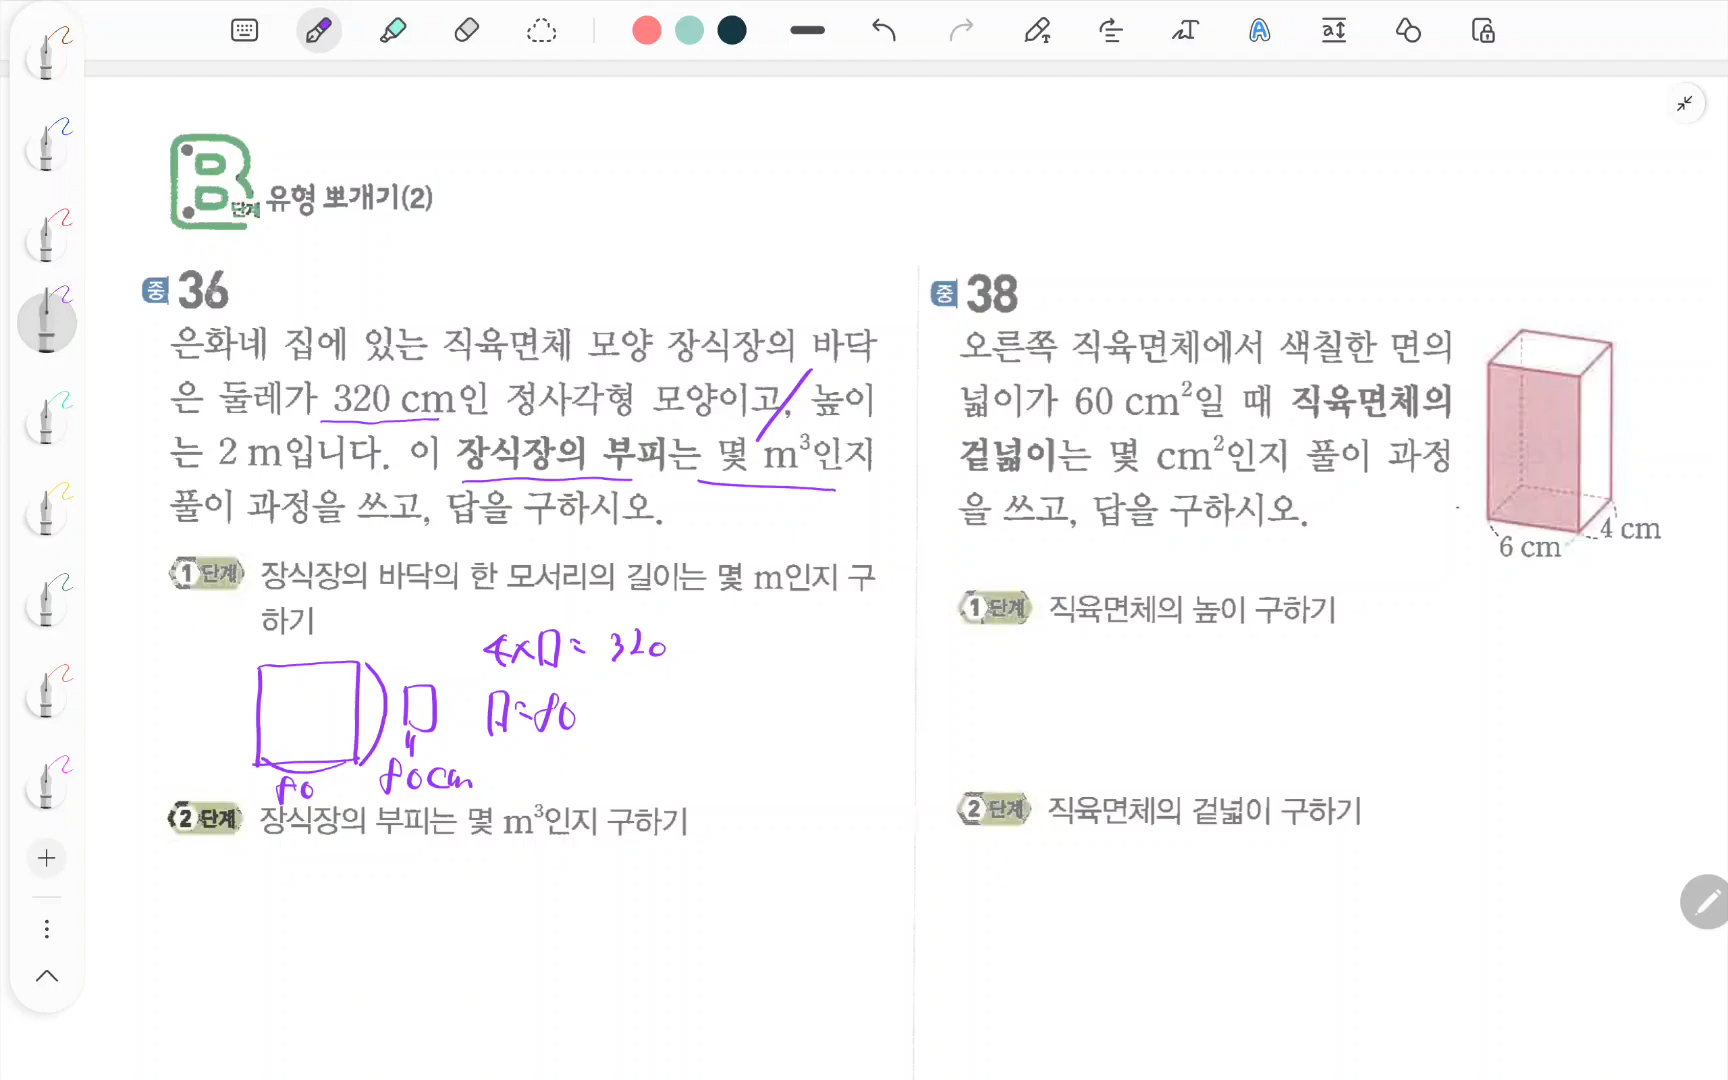 B단계 유형 뽀개기(2)
중 36
은화네 집에 있는 직육면체 모양 장식장의 바닥
은 둘레가 320 cm인 정사각형 모양이고, 높이
는 2 m입니다. 이 장식장의 부피는 몇 m³인지
풀이 과정을 쓰고, 답을 구하시오.
1단계 장식장의 바닥의 한 모서리의 길이는 몇 m인지 구
하기
4×□= 320
□=80
80
80cm
2단계 장식장의 부피는 몇 m³인지 구하기
중 38
오른쪽 직육면체에서 색칠한 면의
넓이가 60 cm²일 때 직육면체의
겉넓이는 몇 cm²인지 풀이 과정
을 쓰고, 답을 구하시오.
6 cm
4 cm
1단계 직육면체의 높이 구하기
2단계 직육면체의 겉넓이 구하기